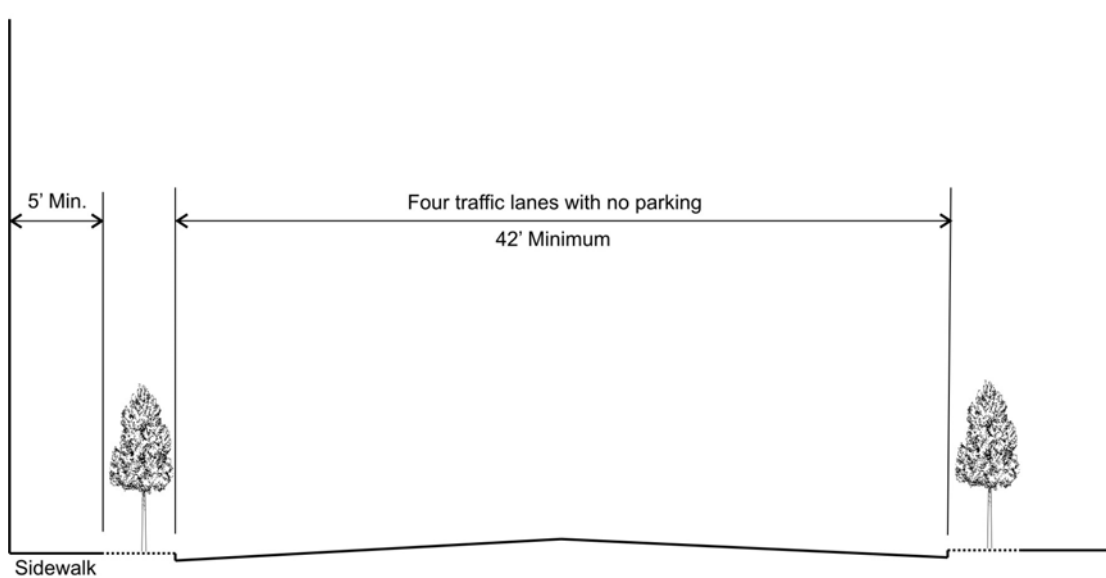 5’ Min.
Four traffic lanes with no parking
42’ Minimum
Sidewalk